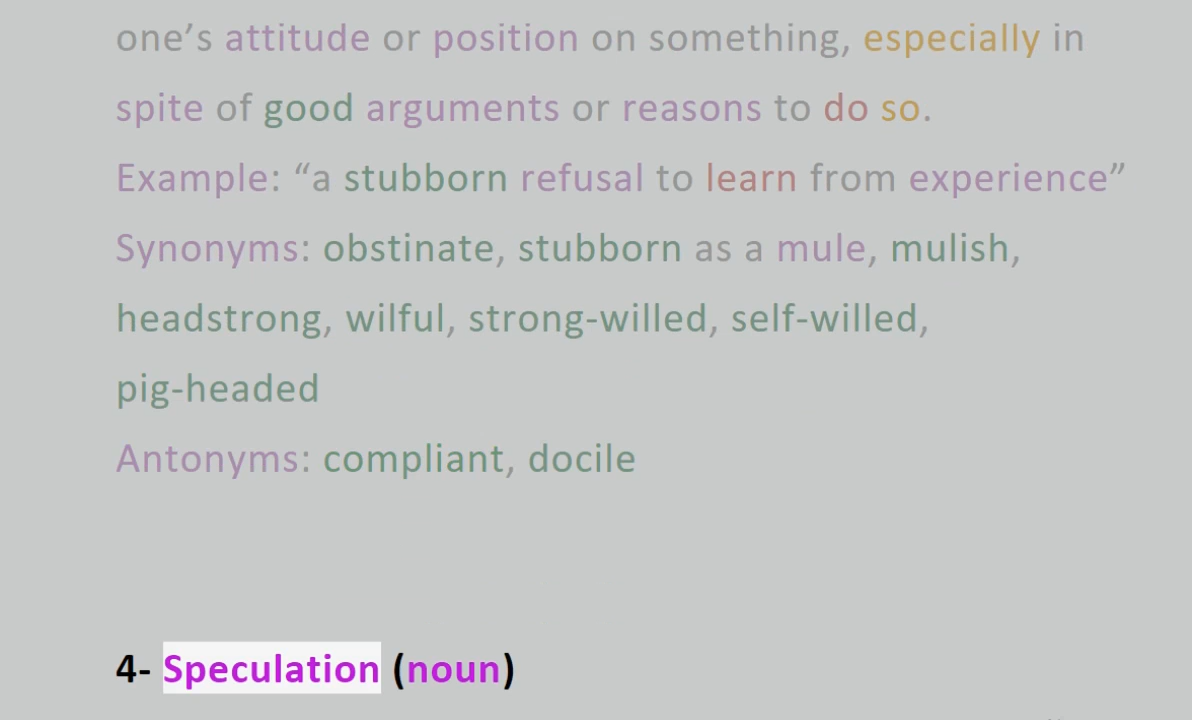 one’s attitude or position on something, especially in
spite of good arguments or reasons to do so.
Example: “a stubborn refusal to learn from experience”
Synonyms: obstinate, stubborn as a mule, mulish,
headstrong, wilful, strong-willed, self-willed,
pig-headed
Antonyms: compliant, docile
4- Speculation (noun)